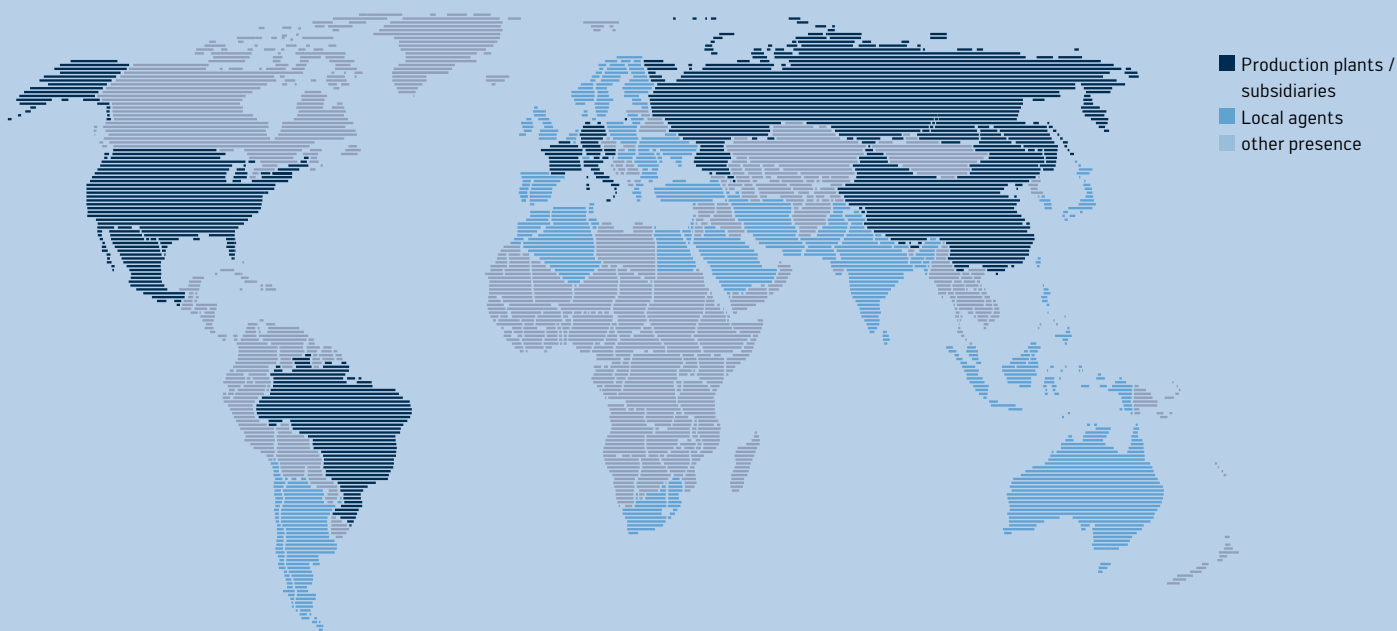 Production plants /
subsidiaries
Local agents
other presence